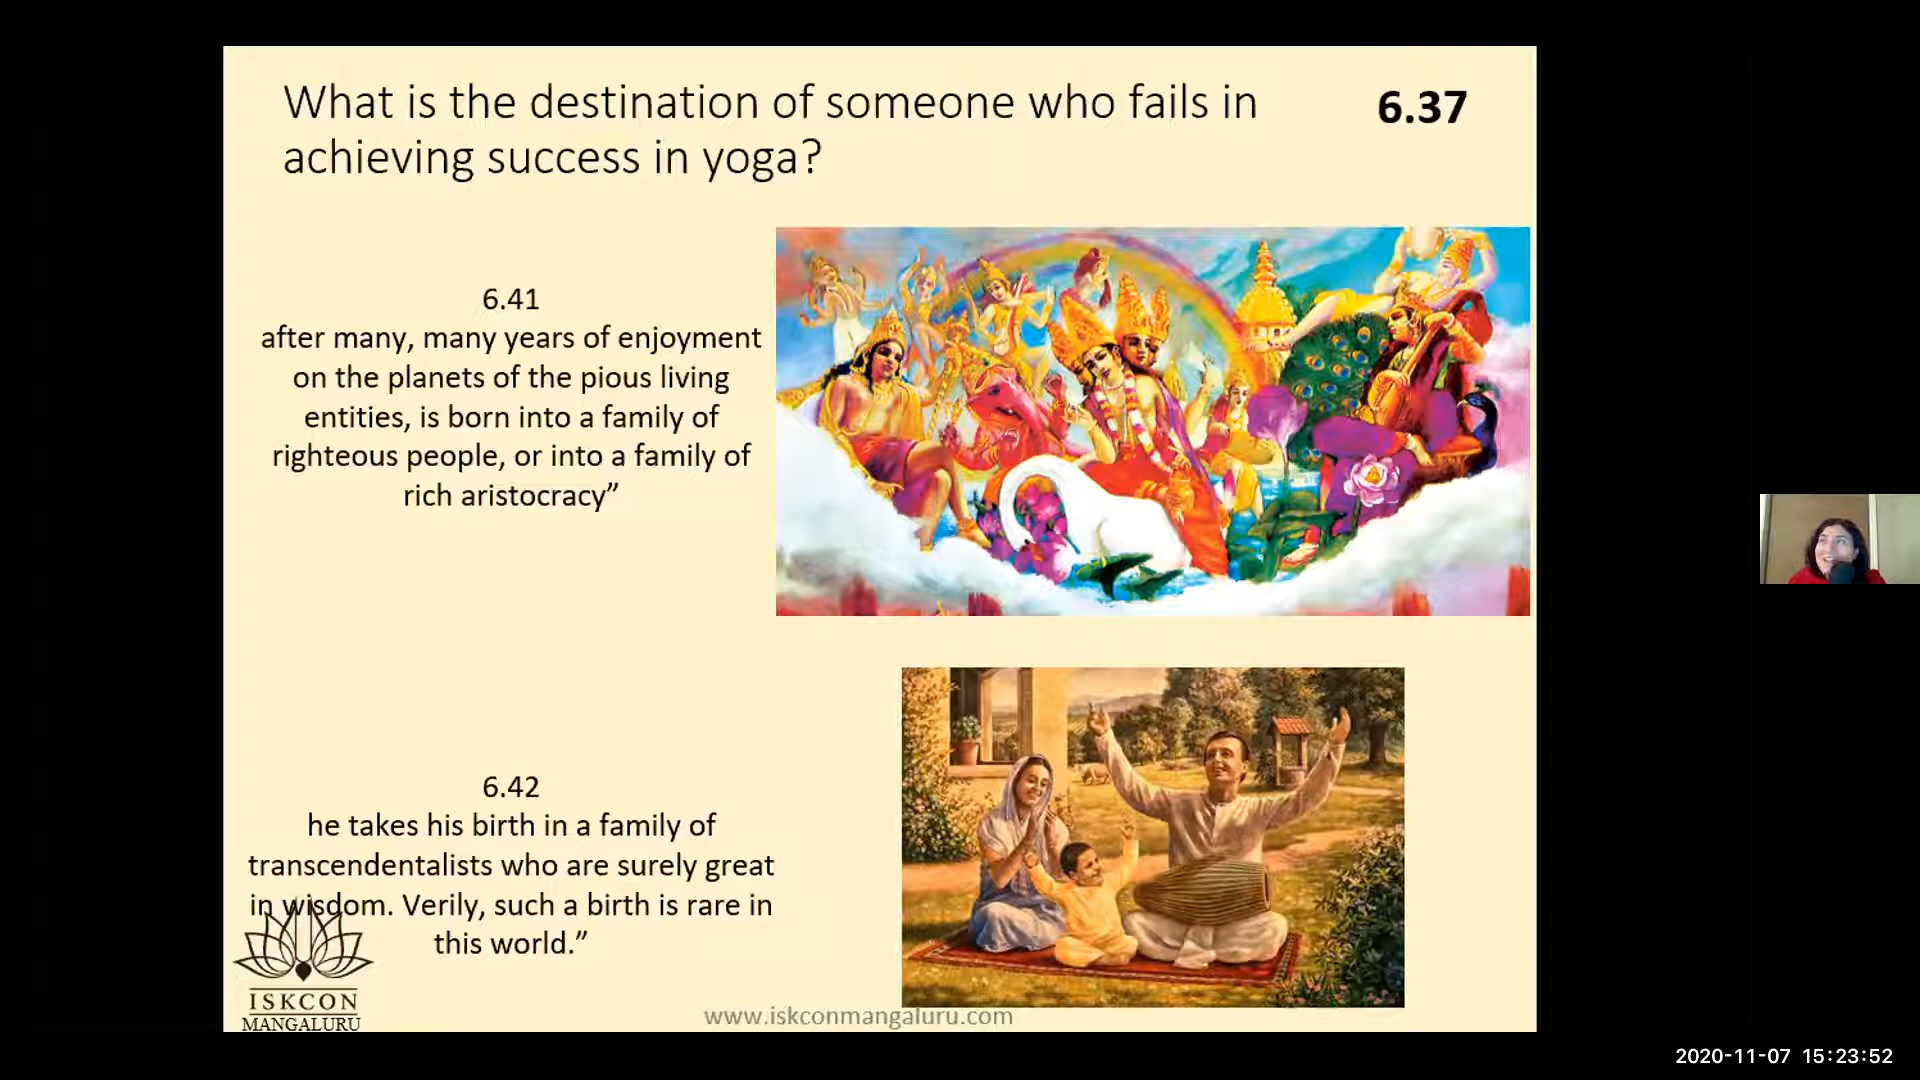 What is the destination of someone who fails in
achieving success in yoga?
6.37
6.41
after many, many years of enjoyment
on the planets of the pious living
entities, is born into a family of
righteous people, or into a family of
rich aristocracy”
6.42
he takes his birth in a family of
transcendentalists who are surely great
in wisdom. Verily, such a birth is rare in
this world.”
ISKCON
MANGALURU
www.iskconmangaluru.com
2020-11-07 15:23:52